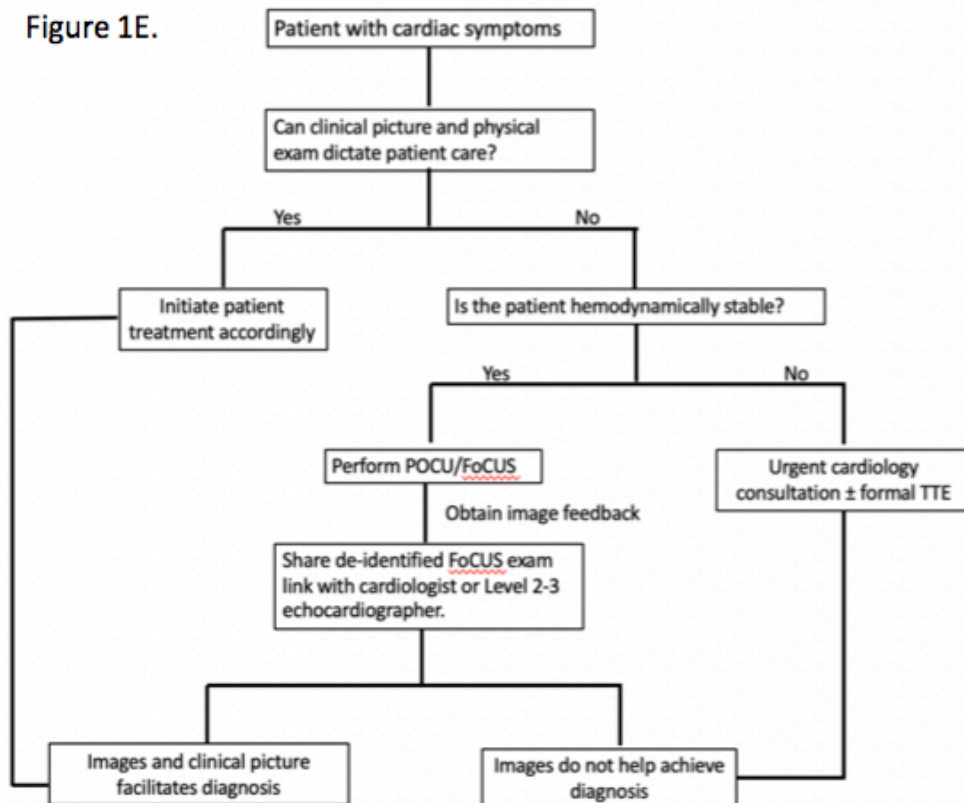 Figure 1E.
Patient with cardiac symptoms
Can clinical picture and physical
exam dictate patient care?
Yes
No
Initiate patient
treatment accordingly
Is the patient hemodynamically stable?
Yes
No
Perform POCU/FoCUS
Urgent cardiology
consultation ± formal TTE
Obtain image feedback
Share de-identified FoCUS exam
link with cardiologist or Level 2-3
echocardiographer.
Images and clinical picture
facilitates diagnosis
Images do not help achieve
diagnosis